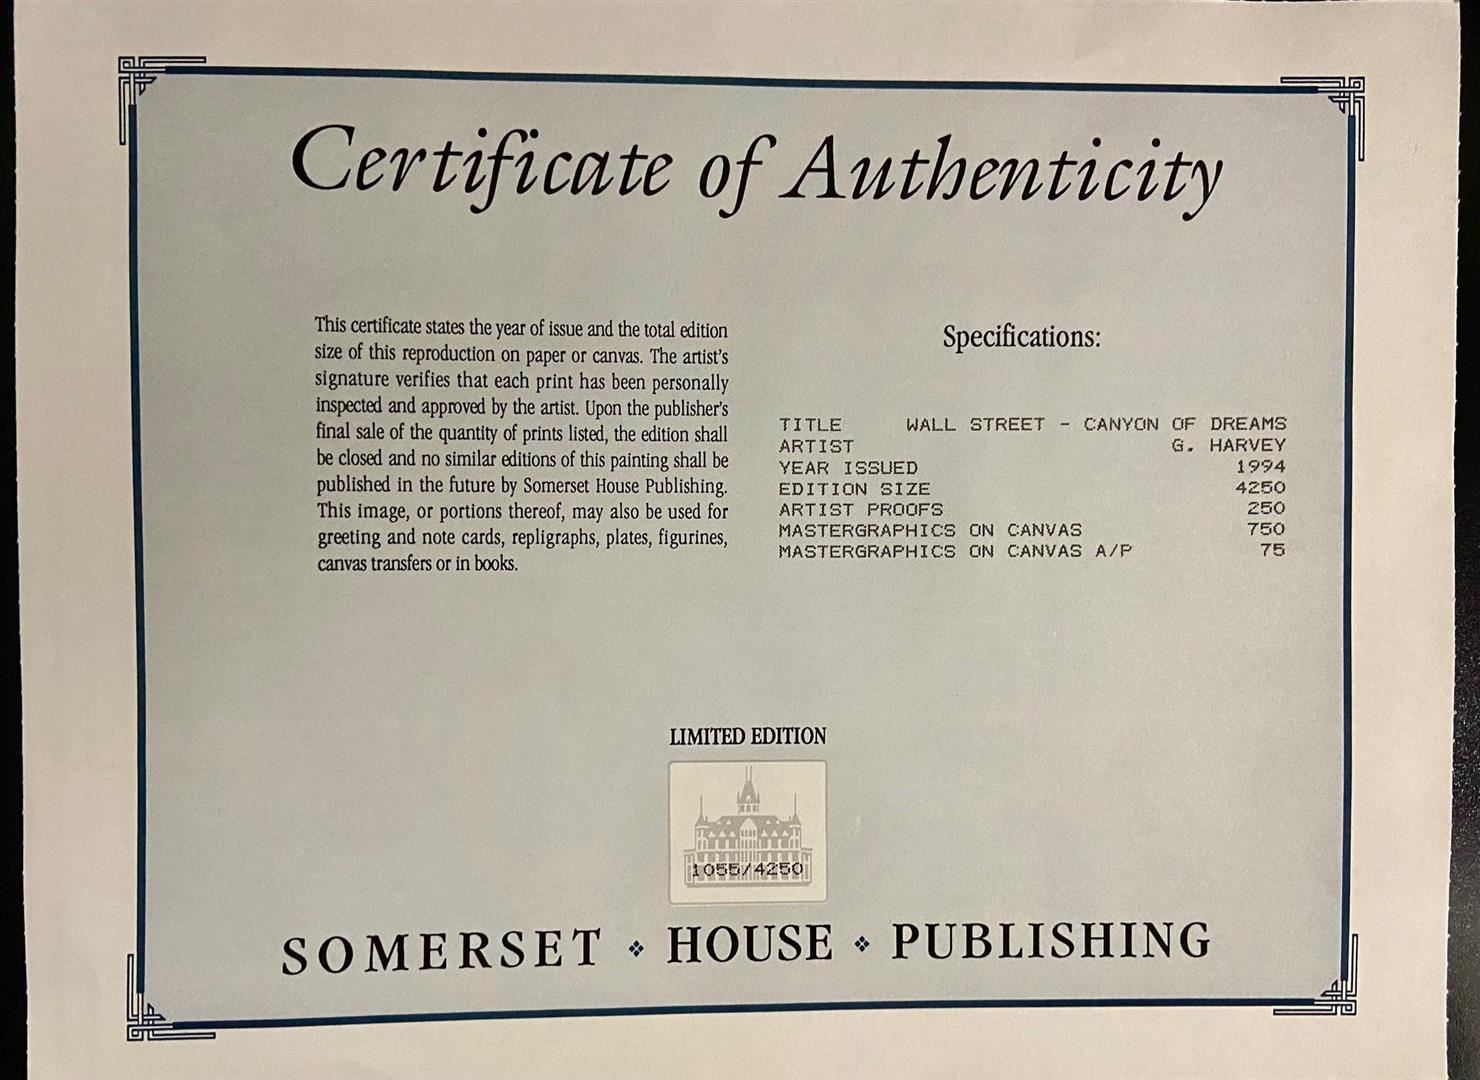 Certificate of Authenticity
This certificate states the year of issue and the total edition
size of this reproduction on paper or canvas. The artist's
signature verifies that each print has been personally
inspected and approved by the artist. Upon the publisher's
final sale of the quantity of prints listed, the edition shall
be closed and no similar editions of this painting shall be
published in the future by Somerset House Publishing.
This image, or portions thereof, may also be used for
greeting and note cards, repligraphs, plates, figurines,
canvas transfers or in books.
Specifications:
TITLE WALL STREET - CANYON OF DREAMS
ARTIST G. HARVEY
YEAR ISSUED 1994
EDITION SIZE 4250
ARTIST PROOFS 250
MASTERGRAPHICS ON CANVAS 750
MASTERGRAPHICS ON CANVAS A/P 75
LIMITED EDITION
1055/4250
SOMERSET ❖ HOUSE ❖ PUBLISHING